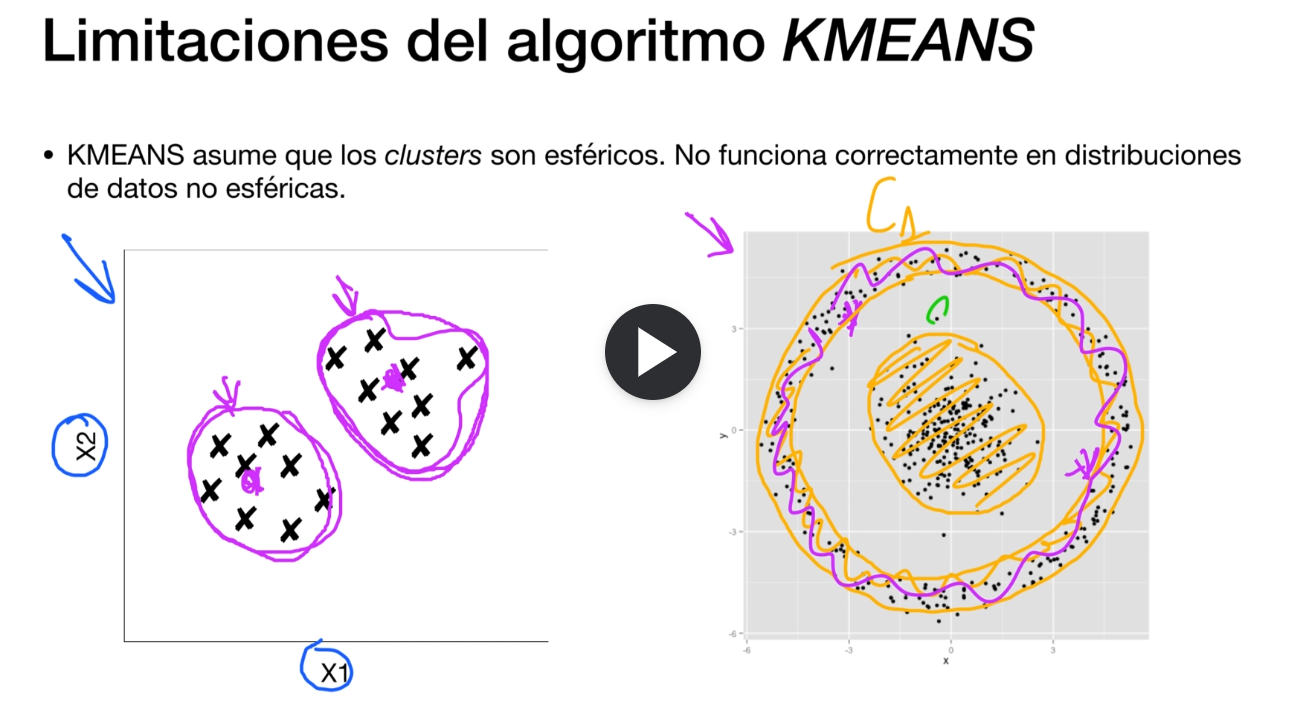 Limitaciones del algoritmo KMEANS
• KMEANS asume que los clusters son esféricos. No funciona correctamente en distribuciones
de datos no esféricas.
C1
X2
X1
y
3
0
-3
-6
-6
-3
0
3
x